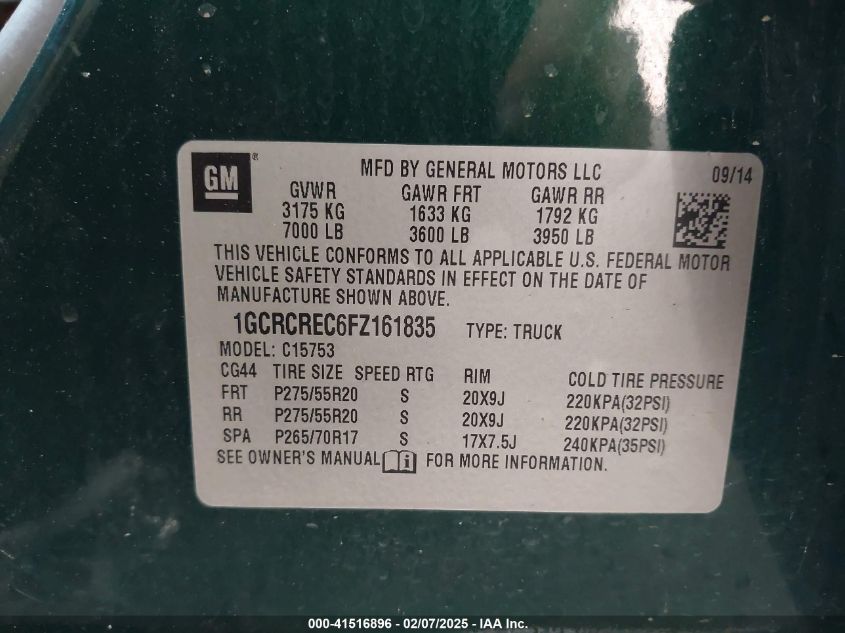 GM ® MFD BY GENERAL MOTORS LLC 09/14
GVWR GAWR FRT GAWR RR
3175 KG 1633 KG 1792 KG
7000 LB 3600 LB 3950 LB
THIS VEHICLE CONFORMS TO ALL APPLICABLE U.S. FEDERAL MOTOR
VEHICLE SAFETY STANDARDS IN EFFECT ON THE DATE OF
MANUFACTURE SHOWN ABOVE.
1GCRCREC6FZ161835 TYPE: TRUCK
MODEL: C15753
CG44 TIRE SIZE SPEED RTG RIM COLD TIRE PRESSURE
FRT P275/55R20 S 20X9J 220KPA(32PSI)
RR P275/55R20 S 20X9J 220KPA(32PSI)
SPA P265/70R17 S 17X7.5J 240KPA(35PSI)
SEE OWNER'S MANUAL i FOR MORE INFORMATION.
000-41516896 - 02/07/2025 - IAA Inc.